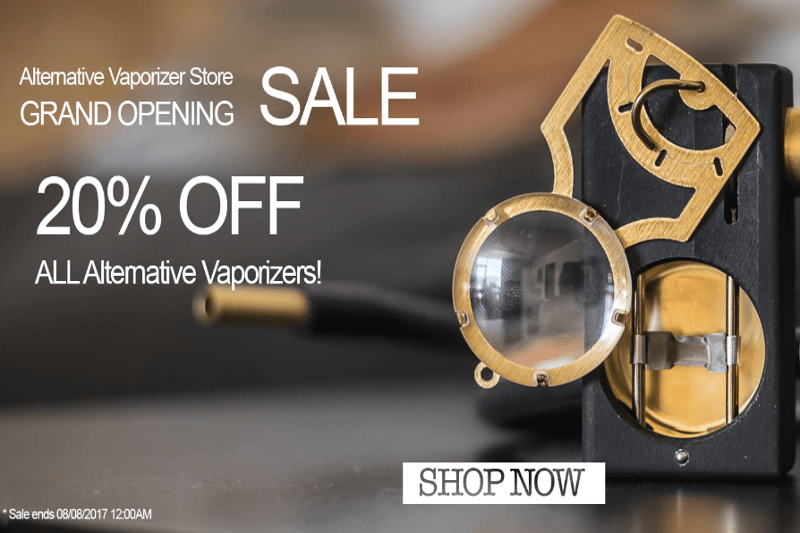 Alternative Vaporizer Store
GRAND OPENING SALE
20% OFF
ALL Alternative Vaporizers!
SHOP NOW
* Sale ends 08/08/2017 12:00AM